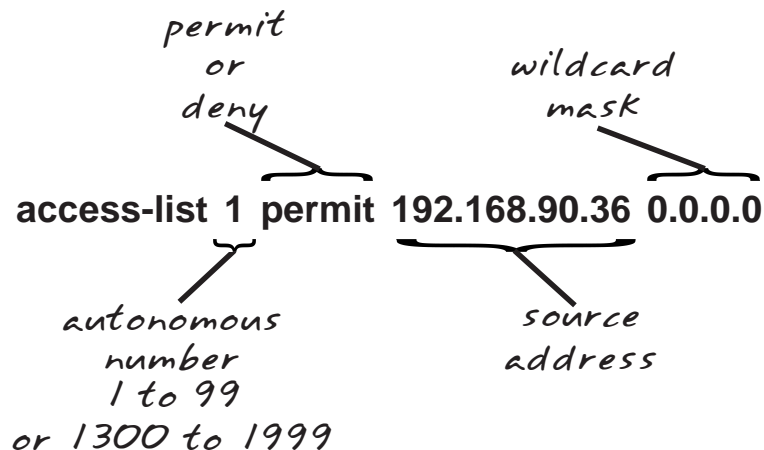 permit
or
deny
wildcard
mask
access-list 1 permit 192.168.90.36 0.0.0.0
autonomous
number
1 to 99
or 1300 to 1999
source
address